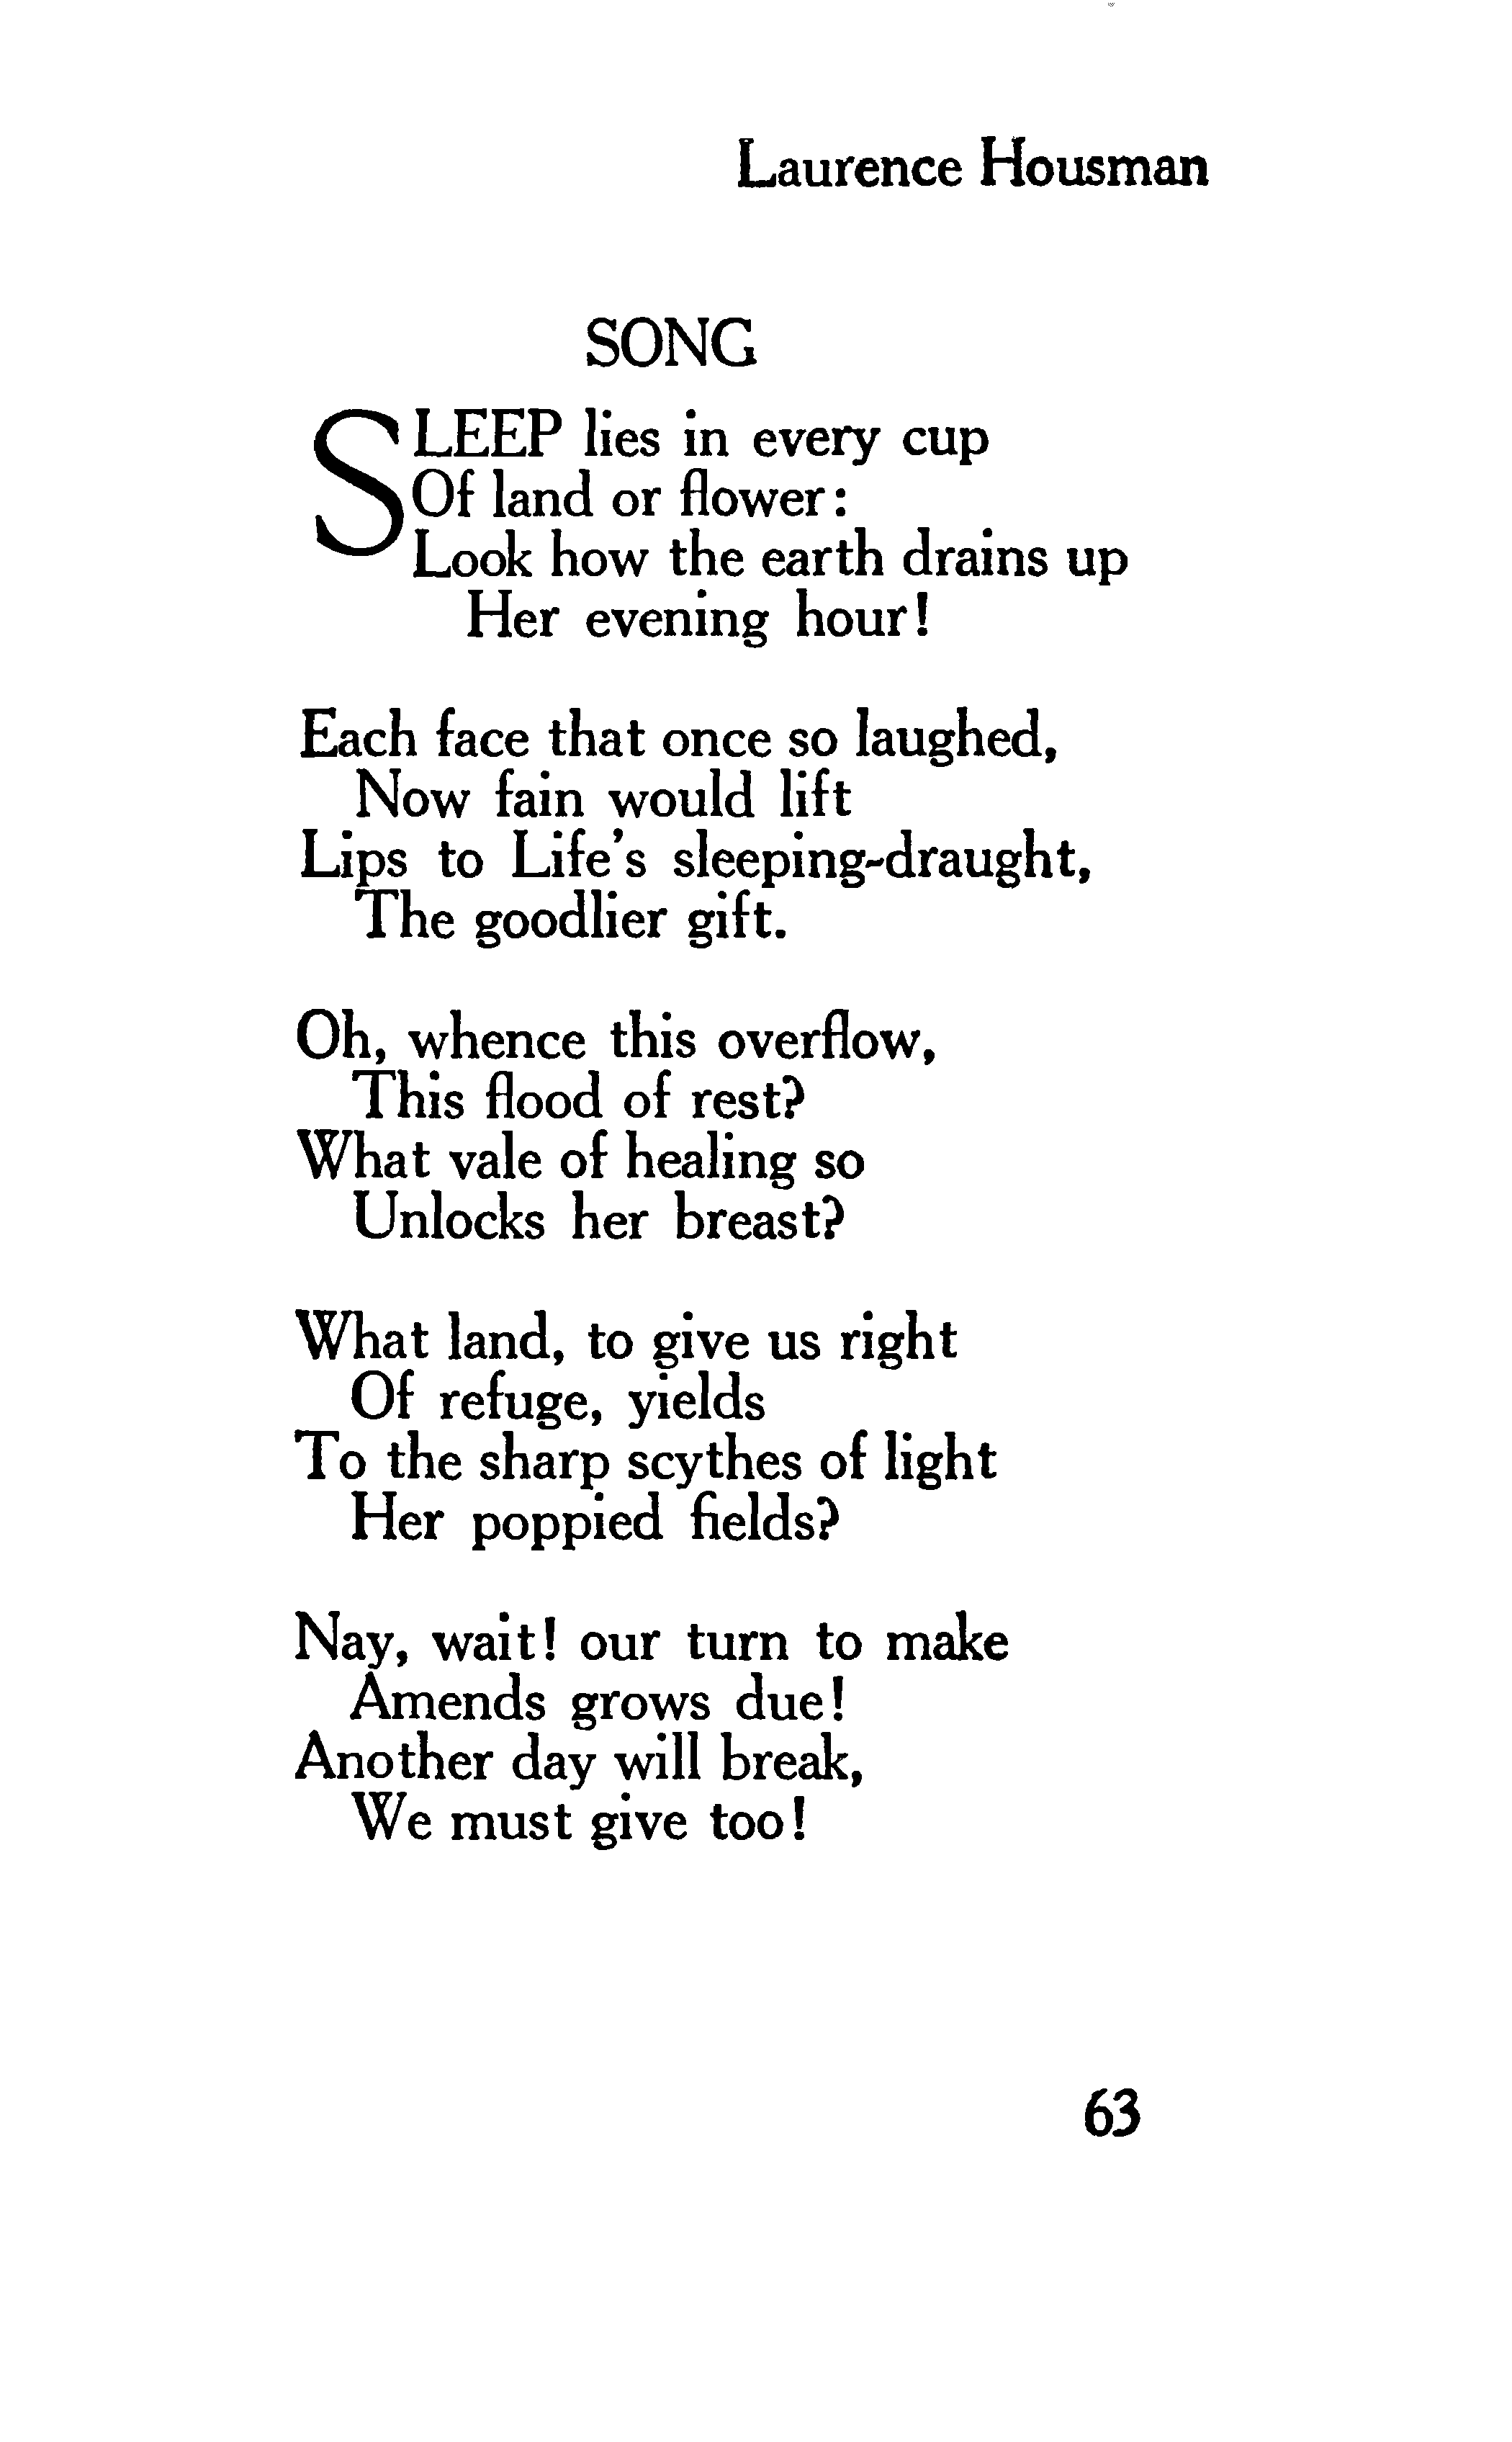 Laurence Housman
SONG
SLEEP lies in every cup
Of land or flower:
Look how the earth drains up
Her evening hour!
Each face that once so laughed,
Now fain would lift
Lips to Life's sleeping-draught,
The goodlier gift.
Oh, whence this overflow,
This flood of rest?
What vale of healing so
Unlocks her breast?
What land, to give us right
Of refuge, yields
To the sharp scythes of light
Her poppied fields?
Nay, wait! our turn to make
Amends grows due!
Another day will break,
We must give too!
63